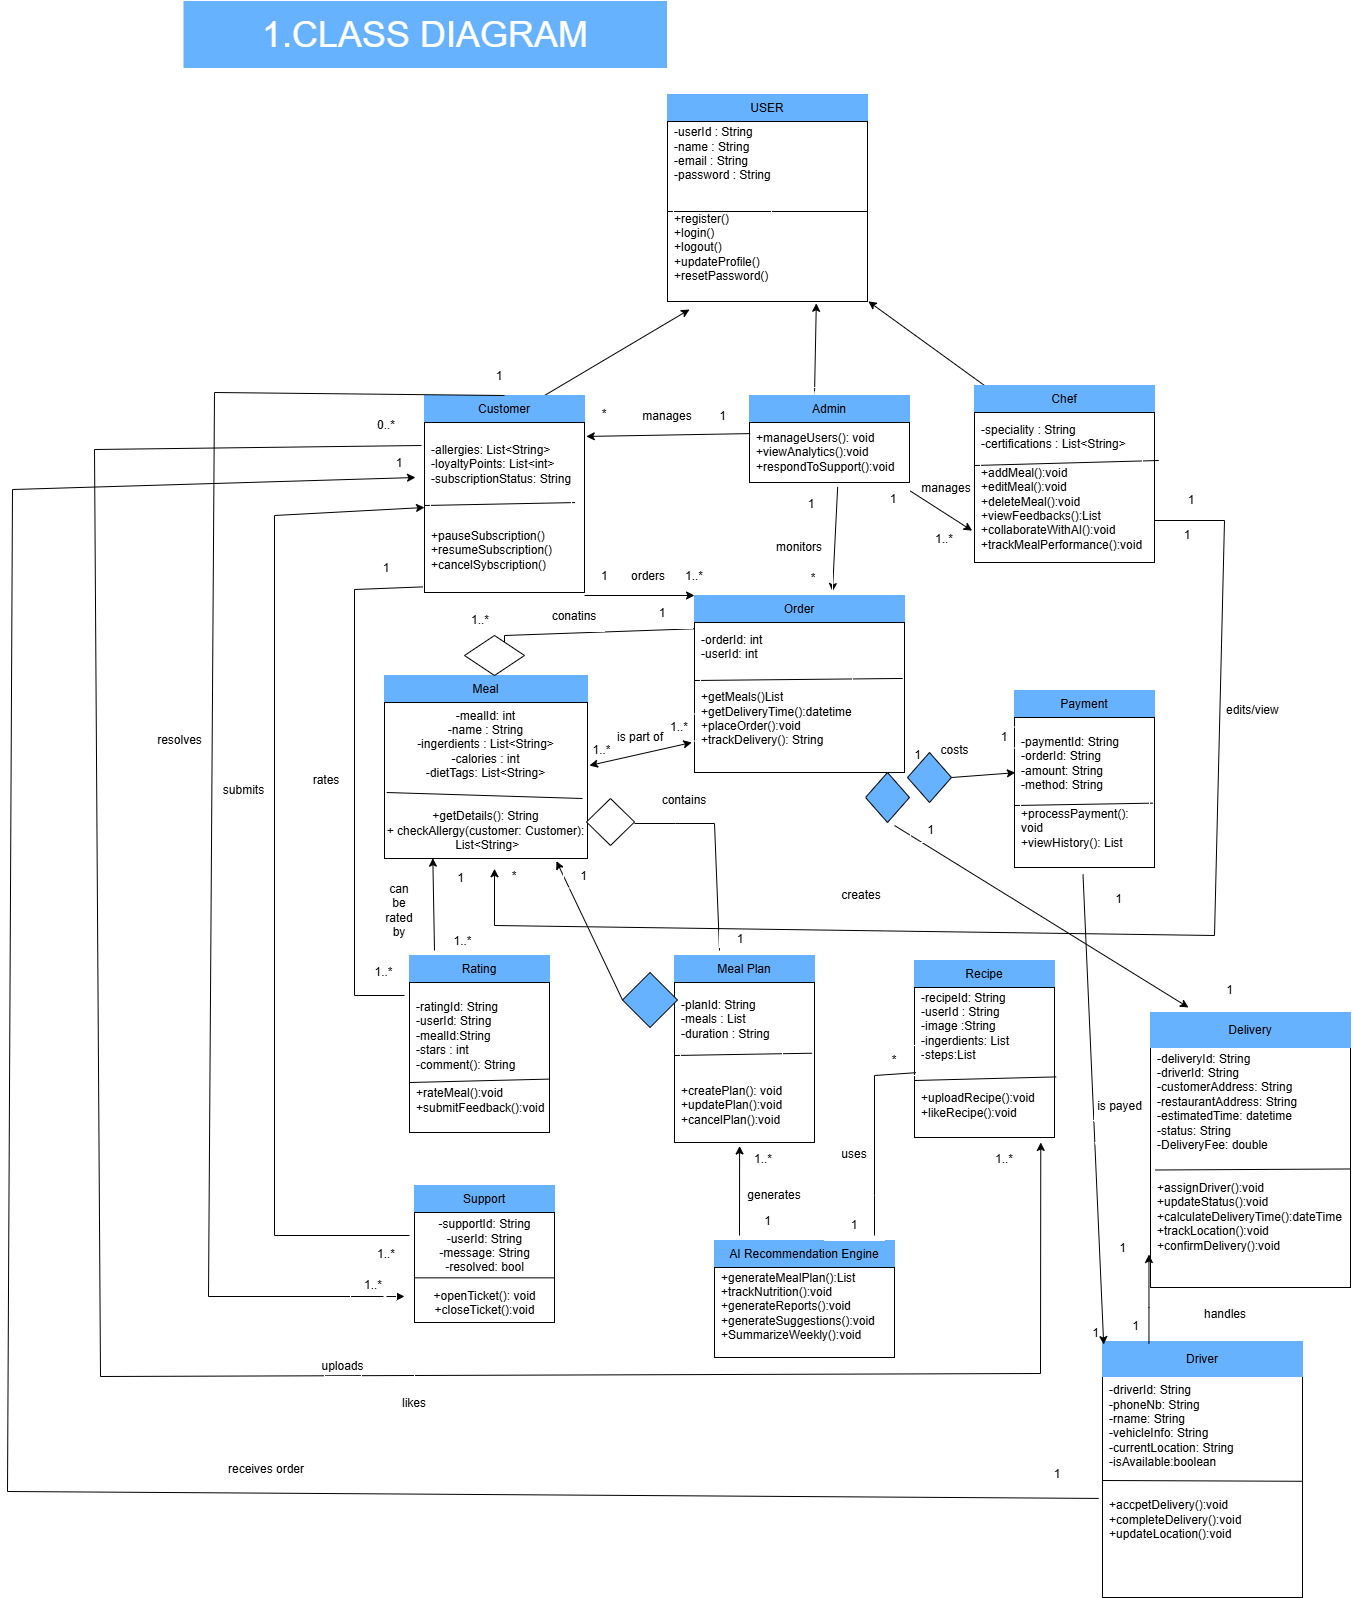 1.CLASS DIAGRAM
USER
-userId : String
-name : String
-email : String
-password : String
+register()
+login()
+logout()
+updateProfile()
+resetPassword()
1
Customer
0..*
1
-allergies: List<String>
-loyaltyPoints: List<int>
-subscriptionStatus: String
+pauseSubscription()
+resumeSubscription()
+cancelSybscription()
1
* manages 1
Admin
+manageUsers(): void
+viewAnalytics():void
+respondToSupport():void
Chef
-speciality : String
-certifications : List<String>
+addMeal():void
+editMeal():void
+deleteMeal():void
+viewFeedbacks():List
+collaborateWithAI():void
+trackMealPerformance():void
manages
1
1..*
1
1
1
monitors
*
1 orders 1..*
Order
-orderId: int
-userId: int
+getMeals()List
+getDeliveryTime():datetime
+placeOrder():void
+trackDelivery(): String
1..*
conatins
1
Meal
-mealId: int
-name : String
-ingerdients : List<String>
-calories : int
-dietTags: List<String>
+getDetails(): String
+ checkAllergy(customer: Customer):
List<String>
1..*
is part of
1..*
edits/view
Payment
-paymentId: String
-orderId: String
-amount: String
-method: String
+processPayment():
void
+viewHistory(): List
1
costs
1
resolves
submits
rates
contains
1
1
*
1
creates
1
can
be
rated
by
1..*
1..*
1
1
Rating
-ratingId: String
-userId: String
-mealId:String
-stars : int
-comment(): String
+rateMeal():void
+submitFeedback():void
Meal Plan
-planId: String
-meals : List
-duration : String
+createPlan(): void
+updatePlan():void
+cancelPlan():void
Recipe
-recipeId: String
-userId : String
-image :String
-ingerdients: List
-steps:List
+uploadRecipe():void
+likeRecipe():void
Delivery
-deliveryId: String
-driverId: String
-customerAddress: String
-restaurantAddress: String
-estimatedTime: datetime
-status: String
-DeliveryFee: double
+assignDriver():void
+updateStatus():void
+calculateDeliveryTime():dateTime
+trackLocation():void
+confirmDelivery():void
is payed
*
uses
1
1..*
generates
1
1..*
Support
-supportId: String
-userId: String
-message: String
-resolved: bool
+openTicket(): void
+closeTicket():void
1..*
1..*
AI Recommendation Engine
+generateMealPlan():List
+trackNutrition():void
+generateReports():void
+generateSuggestions():void
+SummarizeWeekly():void
1
handles
1
1
Driver
-driverId: String
-phoneNb: String
-rname: String
-vehicleInfo: String
-currentLocation: String
-isAvailable:boolean
+accpetDelivery():void
+completeDelivery():void
+updateLocation():void
uploads
likes
receives order
1